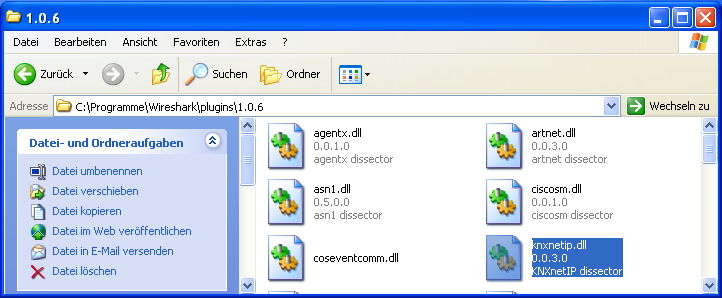 1.0.6
Datei Bearbeiten Ansicht Favoriten Extras ?
Zurück Suchen Ordner
Adresse C:\Programme\Wireshark\plugins\1.0.6 Wechseln zu
Datei- und Ordneraufgaben
Datei umbenennen
Datei verschieben
Datei kopieren
Datei im Web veröffentlichen
Datei in E-Mail versenden
Datei löschen
agentx.dll
0.0.1.0
agentx dissector
artnet.dll
0.0.3.0
artnet dissector
asn1.dll
0.5.0.0
asn1 dissector
ciscosm.dll
0.0.1.0
ciscosm dissector
coseventcomm.dll
knxnetip.dll
0.0.3.0
KNXnetIP dissector